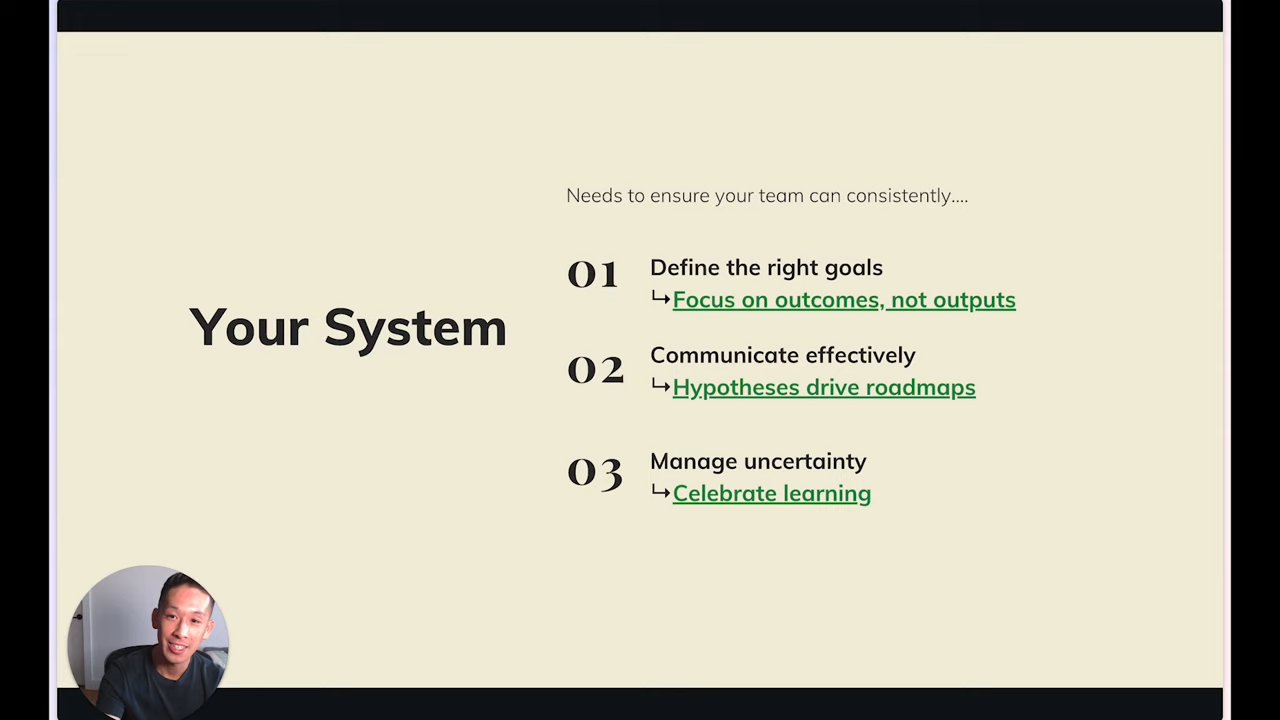 Your System
Needs to ensure your team can consistently....
01
Define the right goals
↳Focus on outcomes, not outputs
02
Communicate effectively
↳Hypotheses drive roadmaps
03
Manage uncertainty
↳Celebrate learning